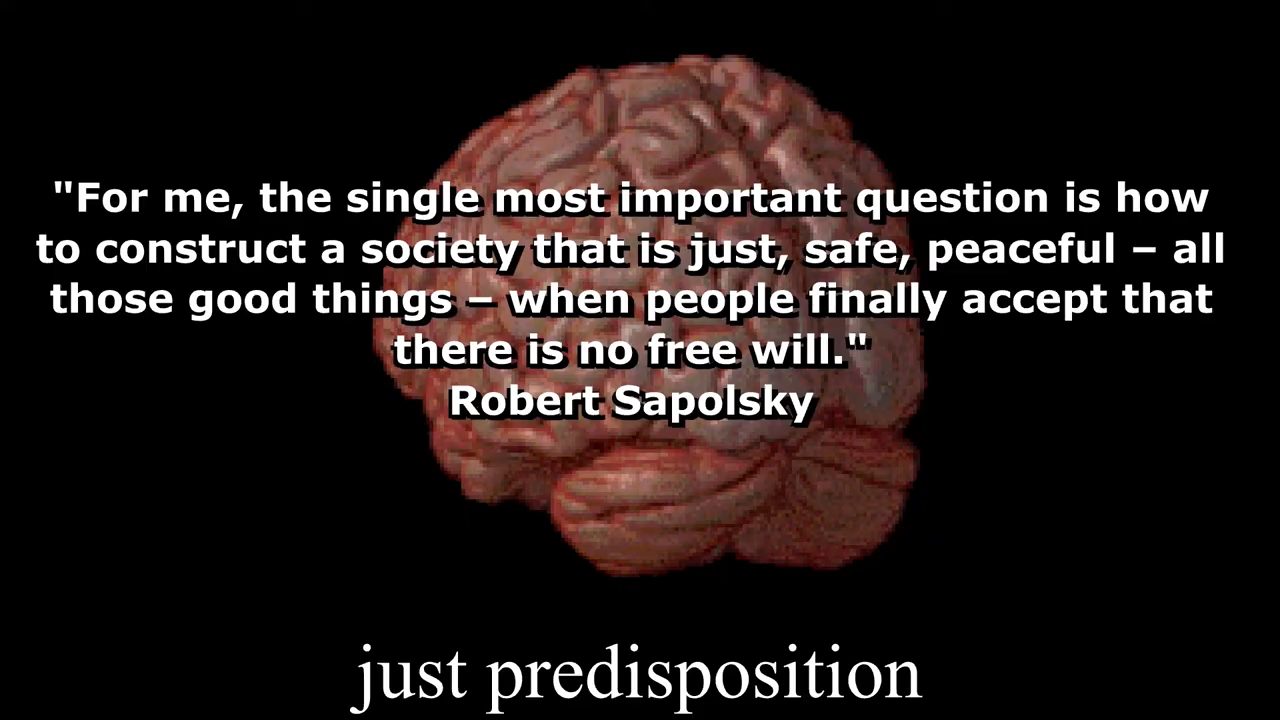 "For me, the single most important question is how
to construct a society that is just, safe, peaceful – all
those good things – when people finally accept that
there is no free will."
Robert Sapolsky
just predisposition